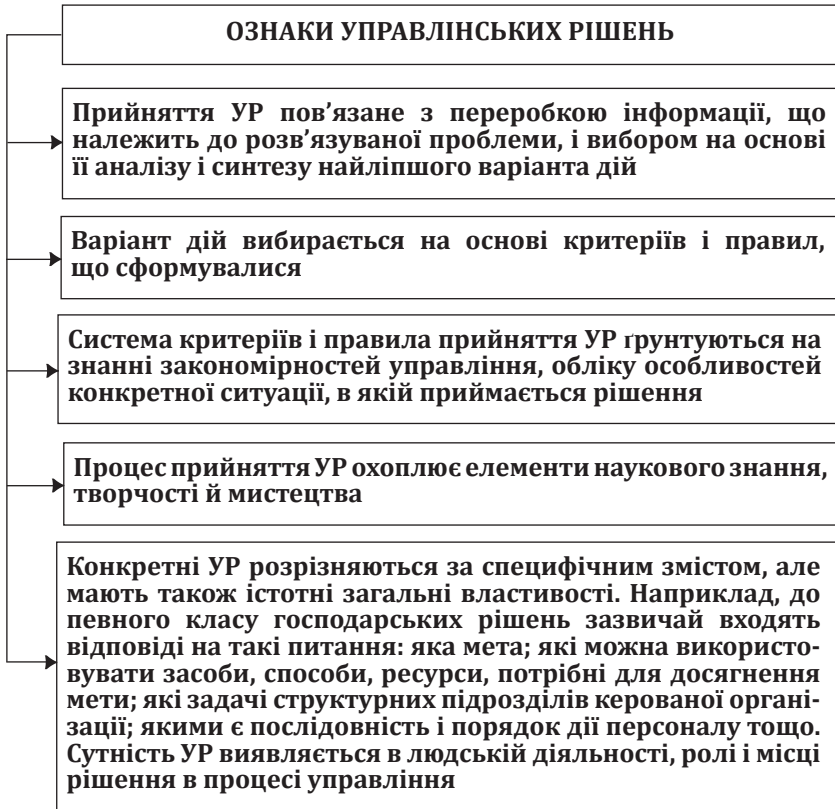 ОЗНАКИ УПРАВЛІНСЬКИХ РІШЕНЬ
Прийняття УР пов’язане з переробкою інформації, що
належить до розв’язуваної проблеми, і вибором на основі
її аналізу і синтезу найліпшого варіанта дій
Варіант дій вибирається на основі критеріїв і правил,
що сформувалися
Система критеріїв і правила прийняття УР ґрунтуються на
знанні закономірностей управління, обліку особливостей
конкретної ситуації, в якій приймається рішення
Процес прийняття УР охоплює елементи наукового знання,
творчості й мистецтва
Конкретні УР розрізняються за специфічним змістом, але
мають також істотні загальні властивості. Наприклад, до
певного класу господарських рішень зазвичай входять
відповіді на такі питання: яка мета; які можна використо-
вувати засоби, способи, ресурси, потрібні для досягнення
мети; які задачі структурних підрозділів керованої органі-
зації; якими є послідовність і порядок дії персоналу тощо.
Сутність УР виявляється в людській діяльності, ролі і місці
рішення в процесі управління